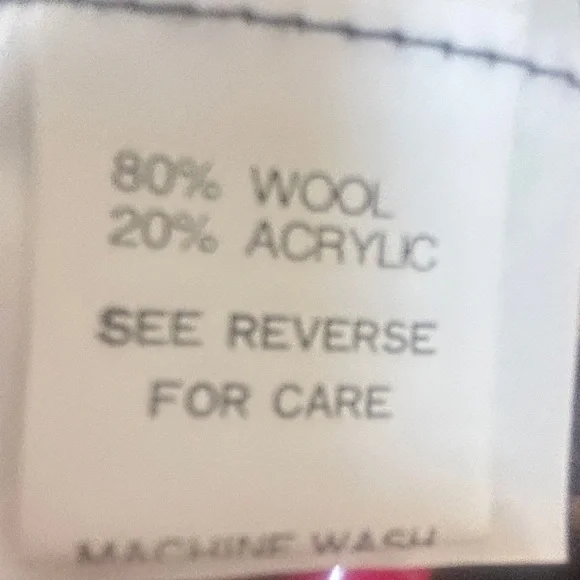 80% WOOL
20% ACRYLIC
SEE REVERSE
FOR CARE
MACHINE WASH